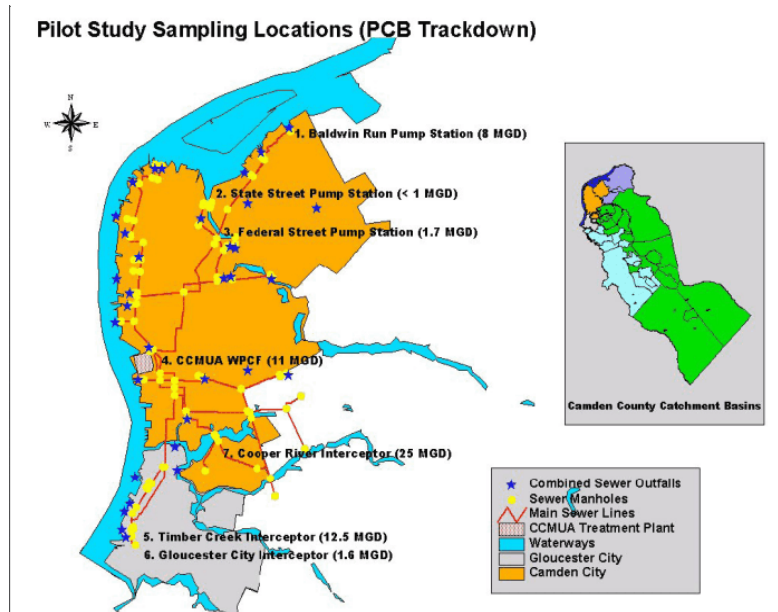 Pilot Study Sampling Locations (PCB Trackdown)
N
W E
S
1. Baldwin Run Pump Station (8 MGD)
2. State Street Pump Station (< 1 MGD)
3. Federal Street Pump Station (1.7 MGD)
4. CCMUA WPCF (11 MGD)
7. Cooper River Interceptor (25 MGD)
5. Timber Creek Interceptor (12.5 MGD)
6. Gloucester City Interceptor (1.6 MGD)
Camden County Catchment Basins
Combined Sewer Outfalls
Sewer Manholes
Main Sewer Lines
CCMUA Treatment Plant
Waterways
Gloucester City
Camden City